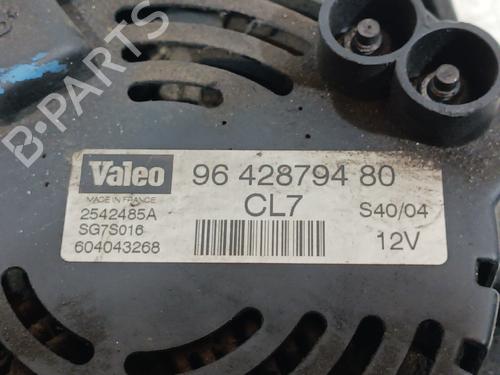 B-PARTS
Valeo
96 428794 80
MADE IN FRANCE
CL7
S40/04
2542485A
SG7S016
12V
604043268